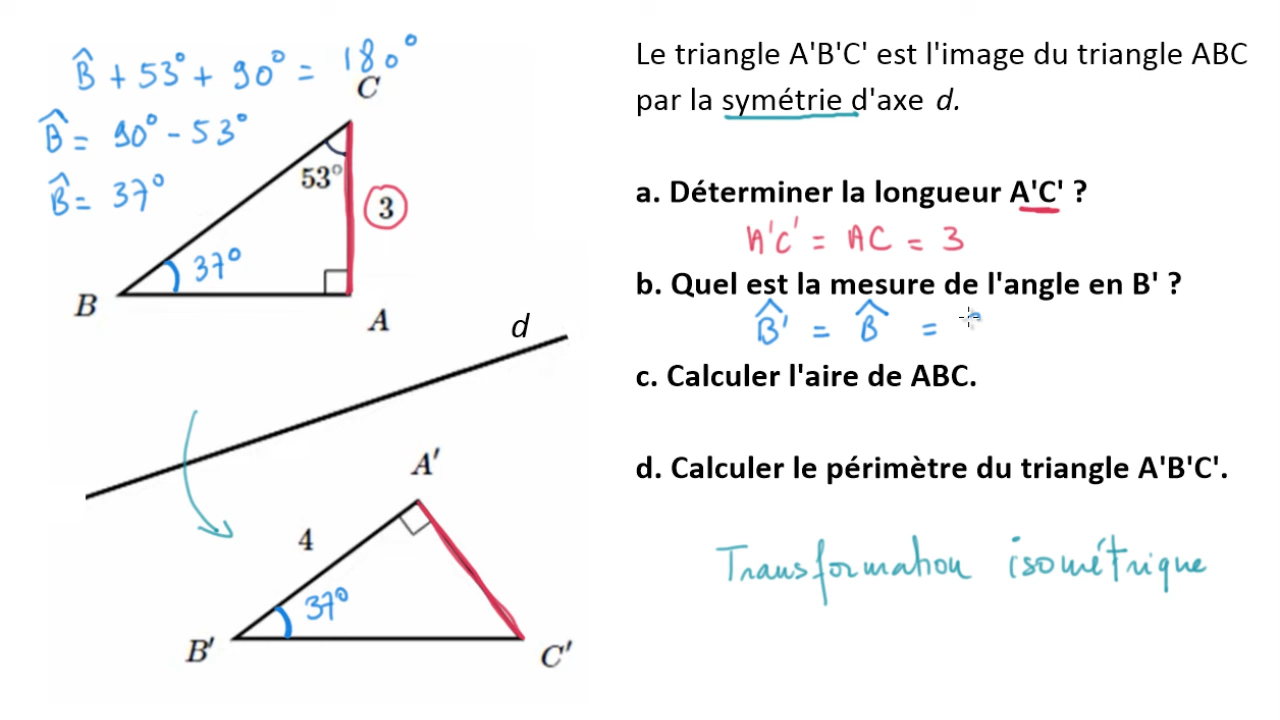 B̂ + 53° + 90° = 180°
C
B̂ = 90° - 53°
B̂ = 37°
53°
3
37°
B
A
d
A'
4
37°
B'
C'
Le triangle A'B'C' est l'image du triangle ABC
par la symétrie d'axe d.
a. Déterminer la longueur A'C' ?
A'C' = AC = 3
b. Quel est la mesure de l'angle en B' ?
B̂' = B̂ =
c. Calculer l'aire de ABC.
d. Calculer le périmètre du triangle A'B'C'.
Transformation isométrique